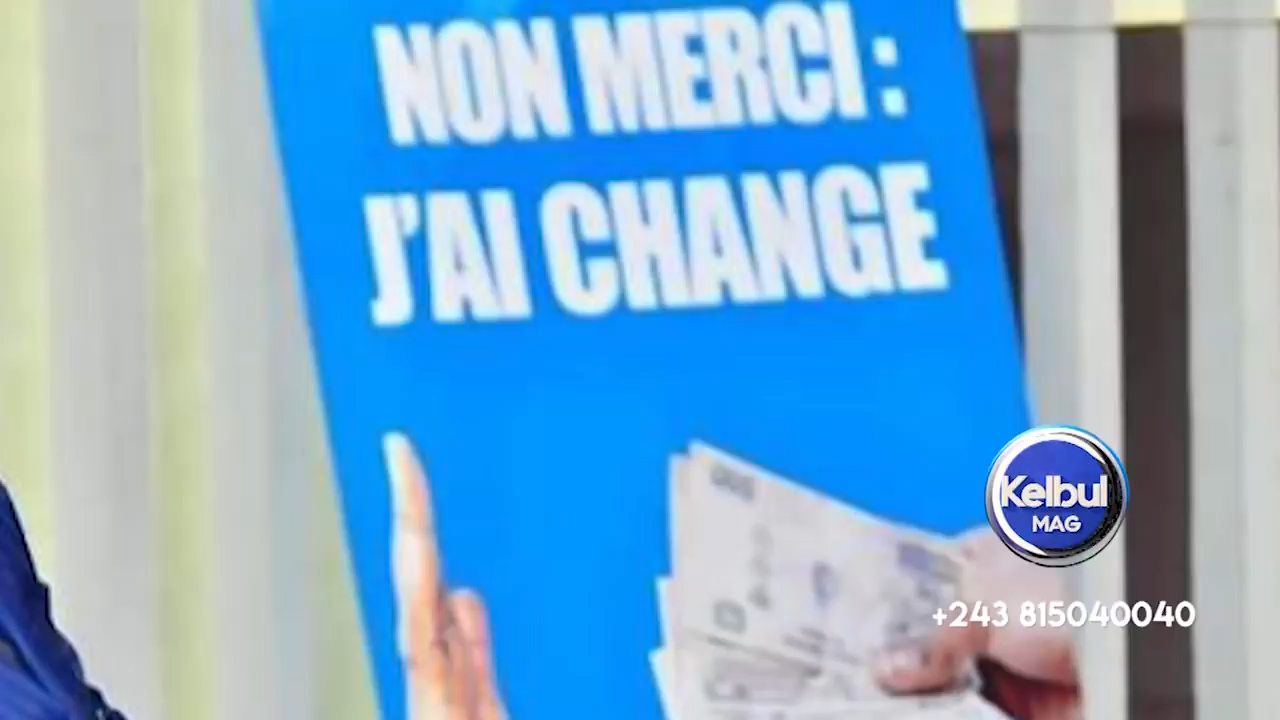 NON MERCI :
J'AI CHANGE
Kelbul
MAG
+243 815040040